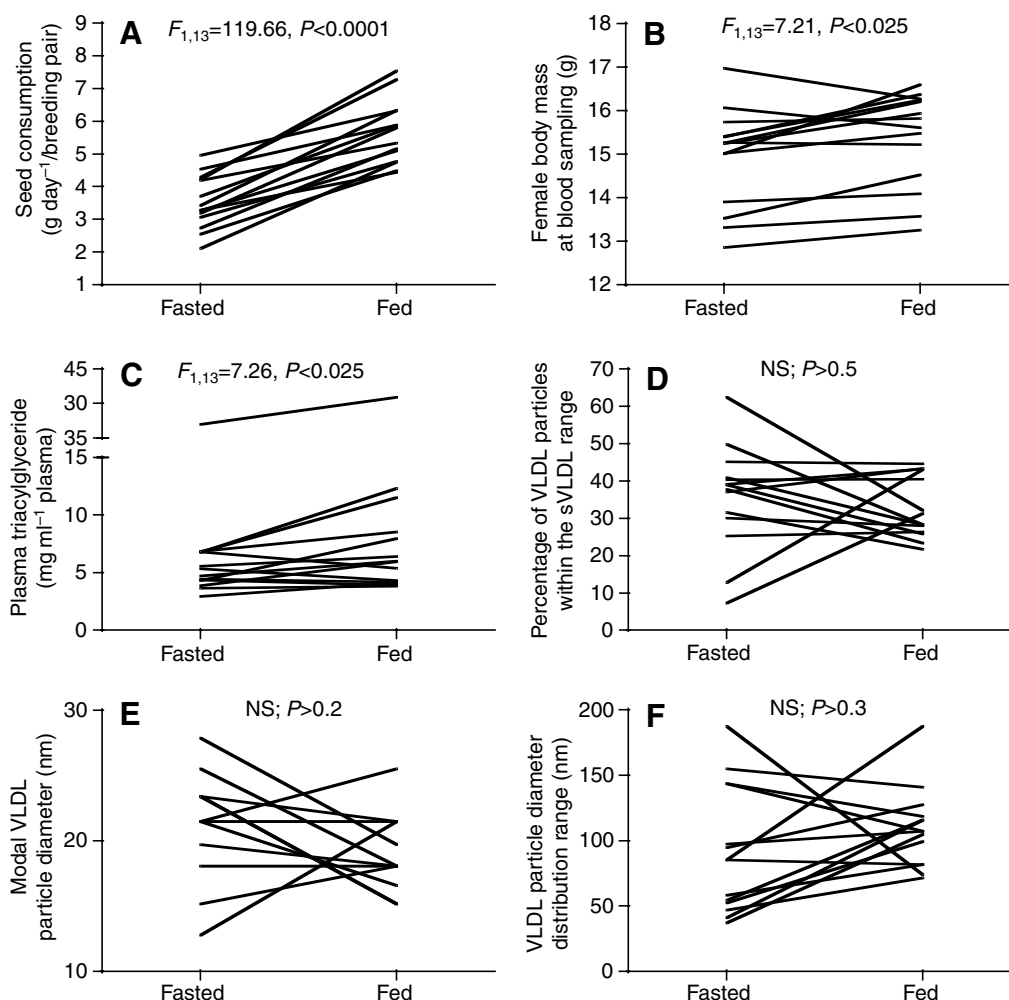 A
F1,13=119.66, P<0.0001
Seed consumption
(g day–1/breeding pair)
9
8
7
6
5
4
3
2
1
Fasted
Fed
B
F1,13=7.21, P<0.025
Female body mass
at blood sampling (g)
18
17
16
15
14
13
12
Fasted
Fed
C
F1,13=7.26, P<0.025
Plasma triacylglyceride
(mg ml–1 plasma)
45
30
35
15
10
5
0
Fasted
Fed
D
NS; P>0.5
Percentage of VLDL particles
within the sVLDL range
70
60
50
40
30
20
10
0
Fasted
Fed
E
NS; P>0.2
Modal VLDL
particle diameter (nm)
30
20
10
Fasted
Fed
F
NS; P>0.3
VLDL particle diameter
distribution range (nm)
200
150
100
50
0
Fasted
Fed